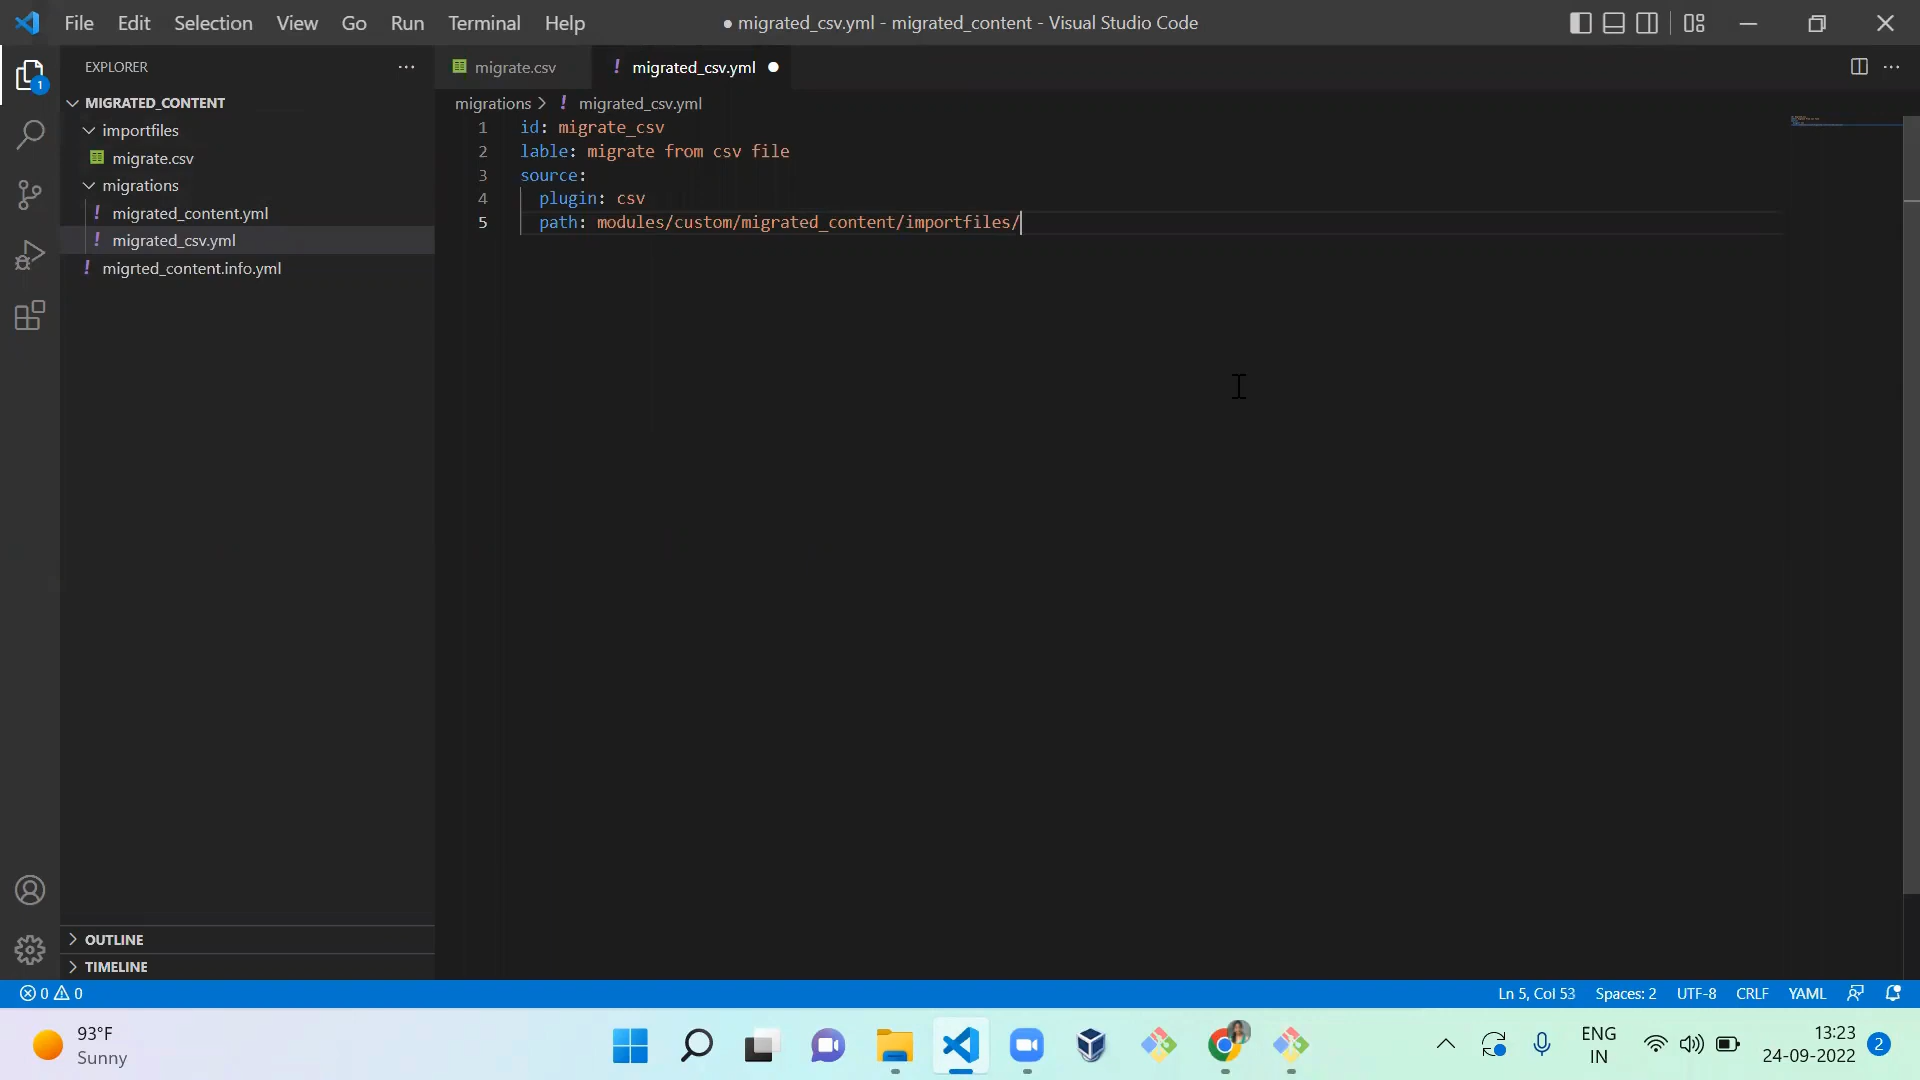 File Edit Selection View Go Run Terminal Help
● migrated_csv.yml - migrated_content - Visual Studio Code
EXPLORER
migrate.csv
! migrated_csv.yml
1
MIGRATED_CONTENT
importfiles
migrate.csv
migrations
! migrated_content.yml
! migrated_csv.yml
! migrted_content.info.yml
OUTLINE
TIMELINE
migrations > ! migrated_csv.yml
1 id: migrate_csv
2 lable: migrate from csv file
3 source:
4 plugin: csv
5 path: modules/custom/migrated_content/importfiles/
0 0
Ln 5, Col 53 Spaces: 2 UTF-8 CRLF YAML
93°F
Sunny
ENG
IN
13:23
24-09-2022
2